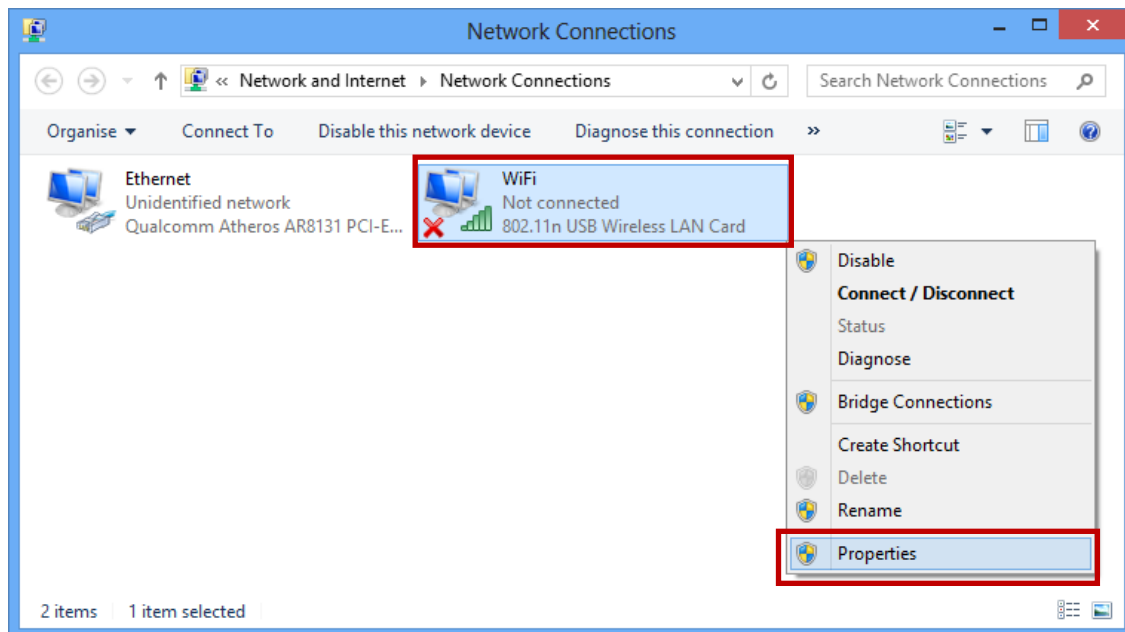 Network Connections
« Network and Internet Network Connections
Search Network Connections
Organise Connect To Disable this network device Diagnose this connection »
Ethernet
Unidentified network
Qualcomm Atheros AR8131 PCI-E...
WiFi
Not connected
802.11n USB Wireless LAN Card
Disable
Connect / Disconnect
Status
Diagnose
Bridge Connections
Create Shortcut
Delete
Rename
Properties
2 items 1 item selected